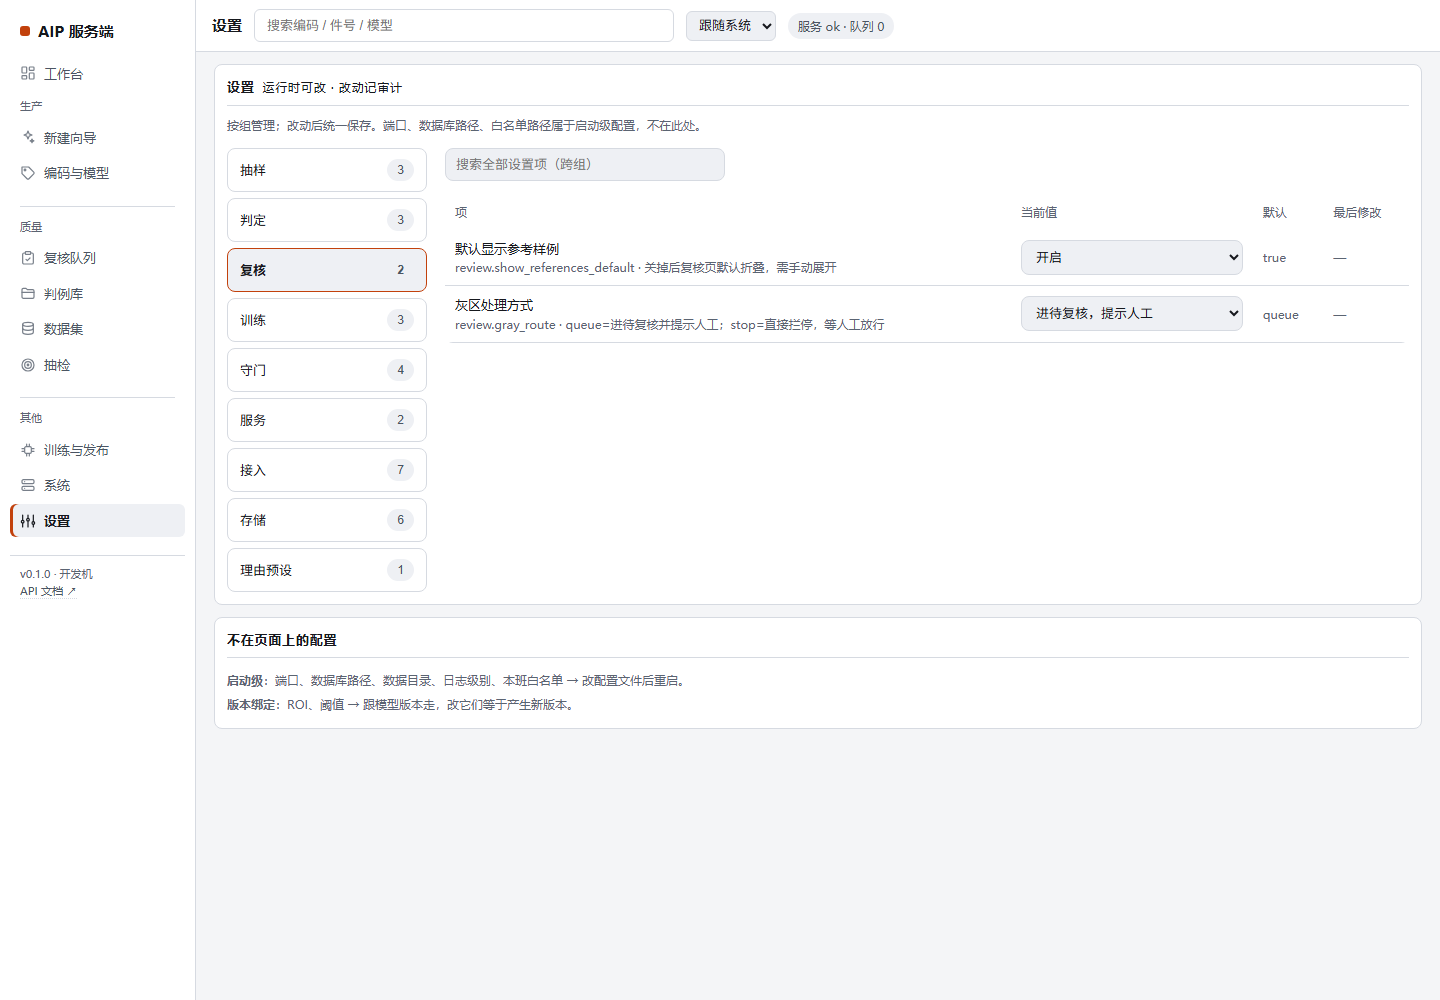 AIP 服务端
工作台
生产
新建向导
编码与模型
质量
复核队列
判例库
数据集
抽检
其他
训练与发布
系统
设置
v0.1.0 · 开发机
API 文档 ↗
设置
搜索编码 / 件号 / 模型
跟随系统
服务 ok · 队列 0
设置 运行时可改 · 改动记审计
按组管理；改动后统一保存。端口、数据库路径、白名单路径属于启动级配置，不在此处。
抽样 3
判定 3
复核 2
训练 3
守门 4
服务 2
接入 7
存储 6
理由预设 1
搜索全部设置项（跨组）
项 当前值 默认 最后修改
默认显示参考样例
review.show_references_default · 关掉后复核页默认折叠，需手动展开
开启 true —
灰区处理方式
review.gray_route · queue=进待复核并提示人工；stop=直接拦停，等人工放行
进待复核，提示人工 queue —
不在页面上的配置
启动级：端口、数据库路径、数据目录、日志级别、本班白名单 → 改配置文件后重启。
版本绑定：ROI、阈值 → 跟模型版本走，改它们等于产生新版本。